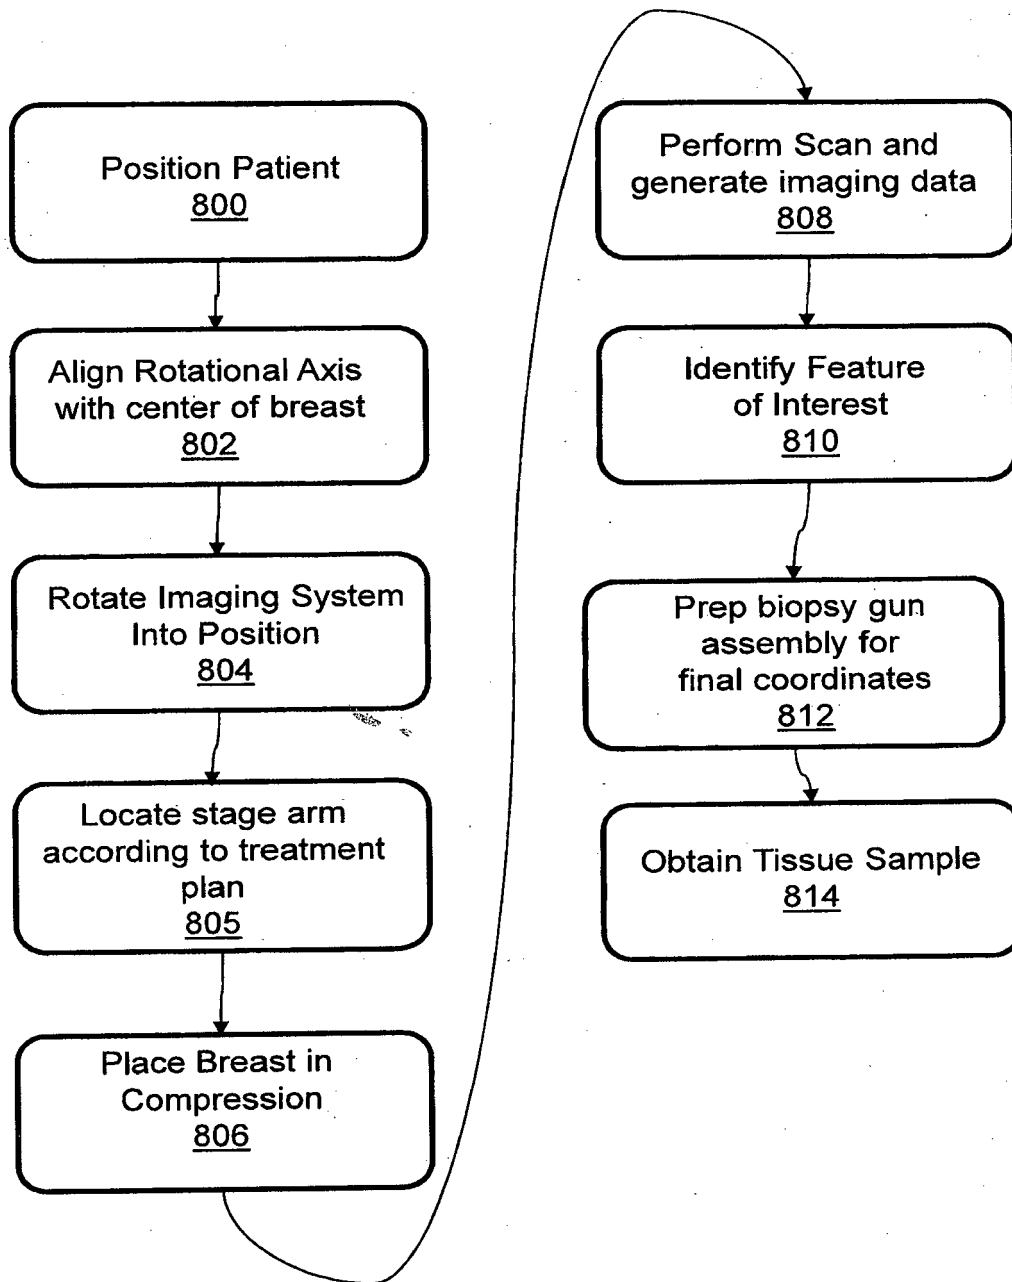 Position Patient
800
Align Rotational Axis
with center of breast
802
Rotate Imaging System
Into Position
804
Locate stage arm
according to treatment
plan
805
Place Breast in
Compression
806
Perform Scan and
generate imaging data
808
Identify Feature
of Interest
810
Prep biopsy gun
assembly for
final coordinates
812
Obtain Tissue Sample
814